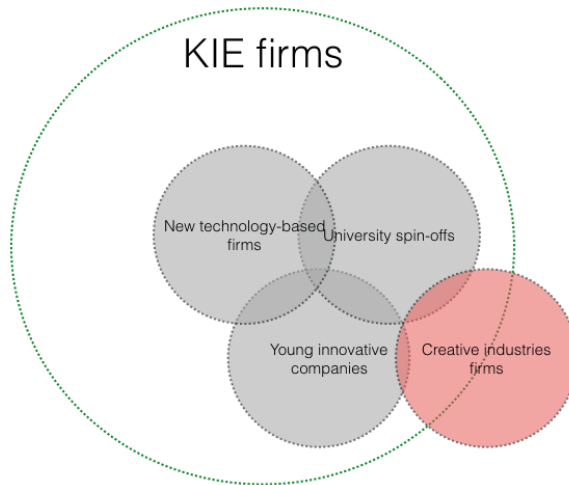 KIE firms
New technology-based
firms
University spin-offs
Young innovative
companies
Creative industries
firms